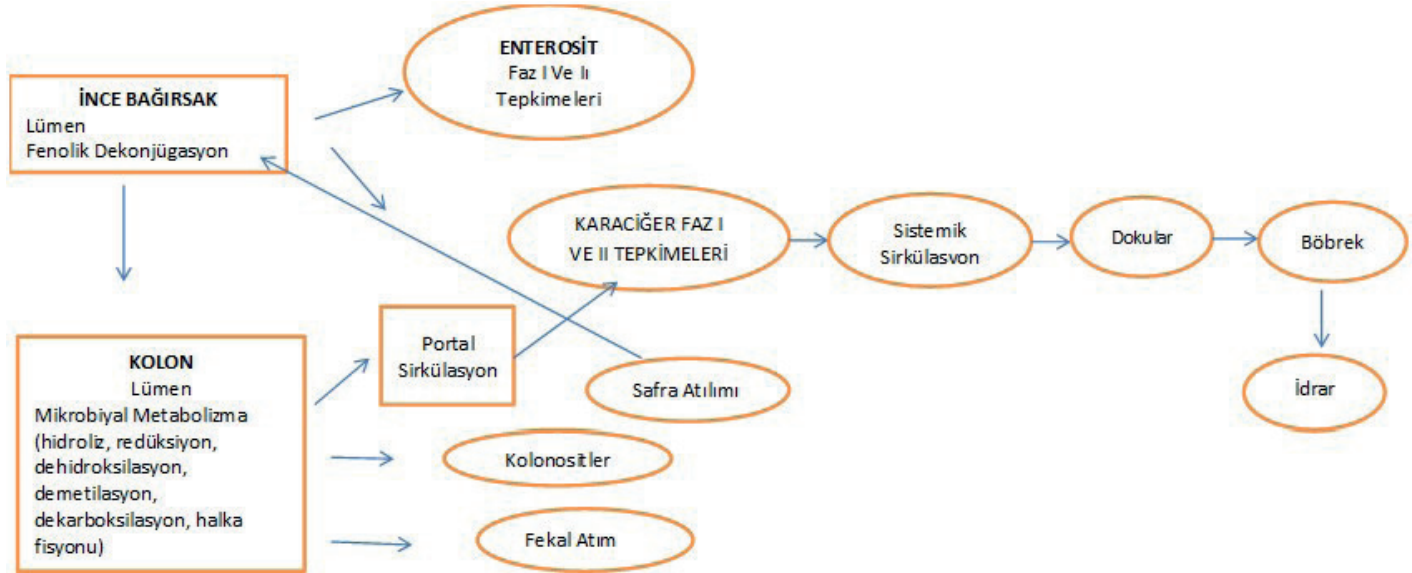 ENTEROSİT
Faz I Ve Iı
Tepkimeleri
İNCE BAĞIRSAK
Lümen
Fenolik Dekonjügasyon
KARACİĞER FAZ I
VE II TEPKİMELERİ
Sistemik
Sirkülasvon
Dokular
Böbrek
Portal
Sirkülasyon
Safra Atılımı
İdrar
KOLON
Lümen
Mikrobiyal Metabolizma
(hidroliz, redüksiyon,
dehidroksilasyon,
demetilasyon,
dekarboksilasyon, halka
fisyonu)
Kolonositler
Fekal Atım